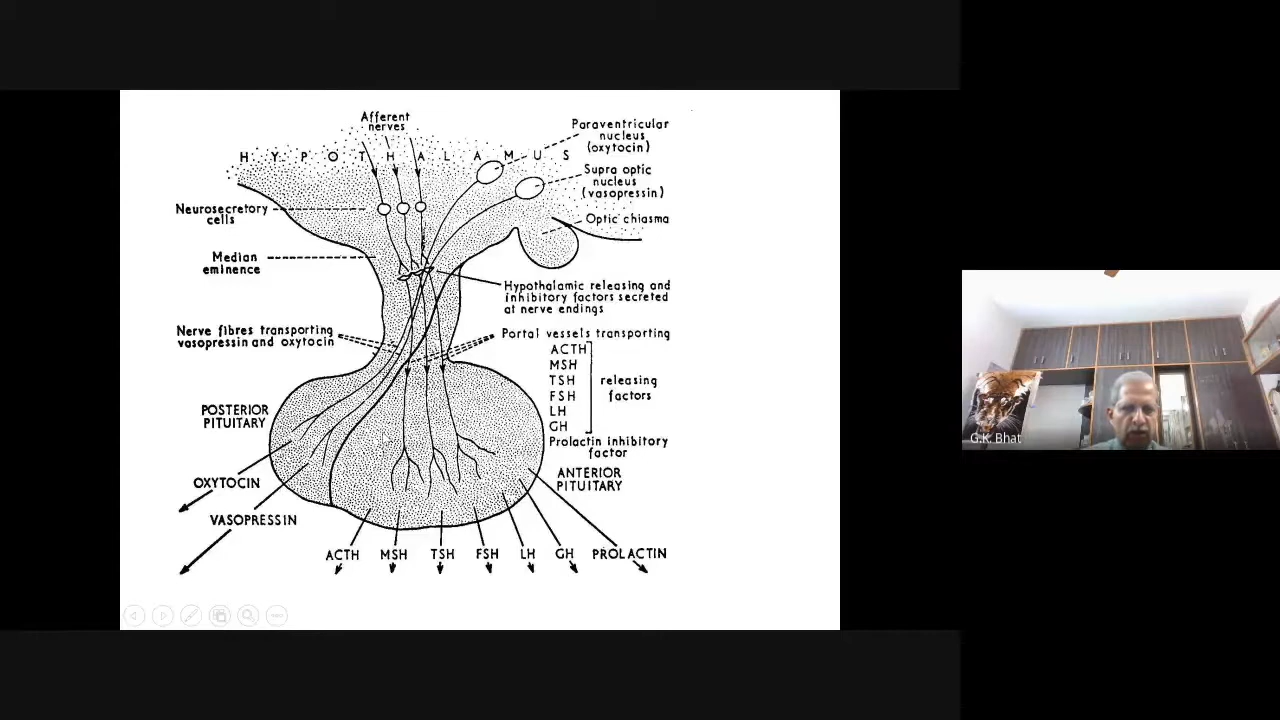 Afferent
nerves
HYPOTHALAMUS
Paraventricular
nucleus
(oxytocin)
Supra optic
nucleus
(vasopressin)
Neurosecretory
cells
Optic chiasma
Median
eminence
Hypothalamic releasing and
inhibitory factors secreted
at nerve endings
Nerve fibres transporting
vasopressin and oxytocin
Portal vessels transporting
ACTH
MSH
TSH
FSH
LH
GH
releasing
factors
Prolactin inhibitory
factor
POSTERIOR
PITUITARY
ANTERIOR
PITUITARY
OXYTOCIN
VASOPRESSIN
ACTH MSH TSH FSH LH GH PROLACTIN
G.K. Bhat